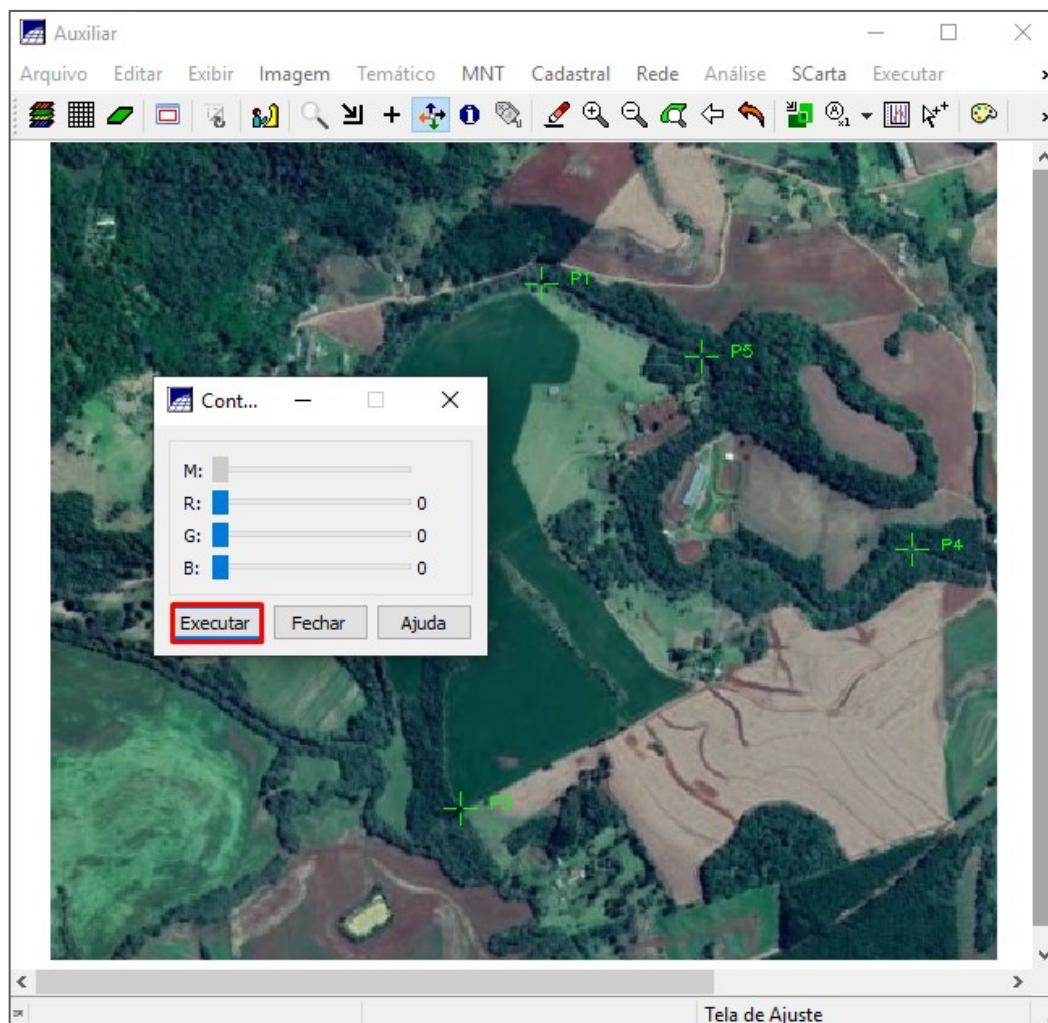 Auxiliar
Arquivo Editar Exibir Imagem Temático MNT Cadastral Rede Análise SCarta Executar
P1
P5
Cont...
M:
R: 0
G: 0
B: 0
Executar Fechar Ajuda
P4
P3
Tela de Ajuste